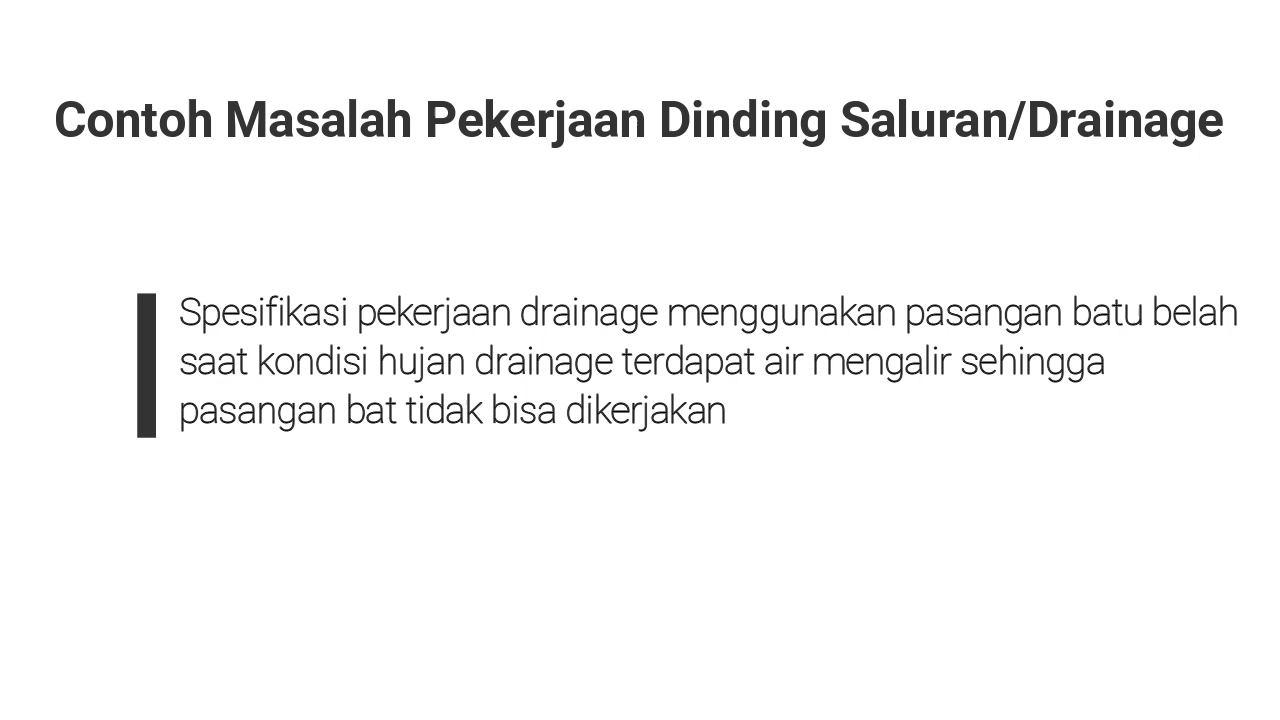 Contoh Masalah Pekerjaan Dinding Saluran/Drainage
Spesifikasi pekerjaan drainage menggunakan pasangan batu belah
saat kondisi hujan drainage terdapat air mengalir sehingga
pasangan bat tidak bisa dikerjakan